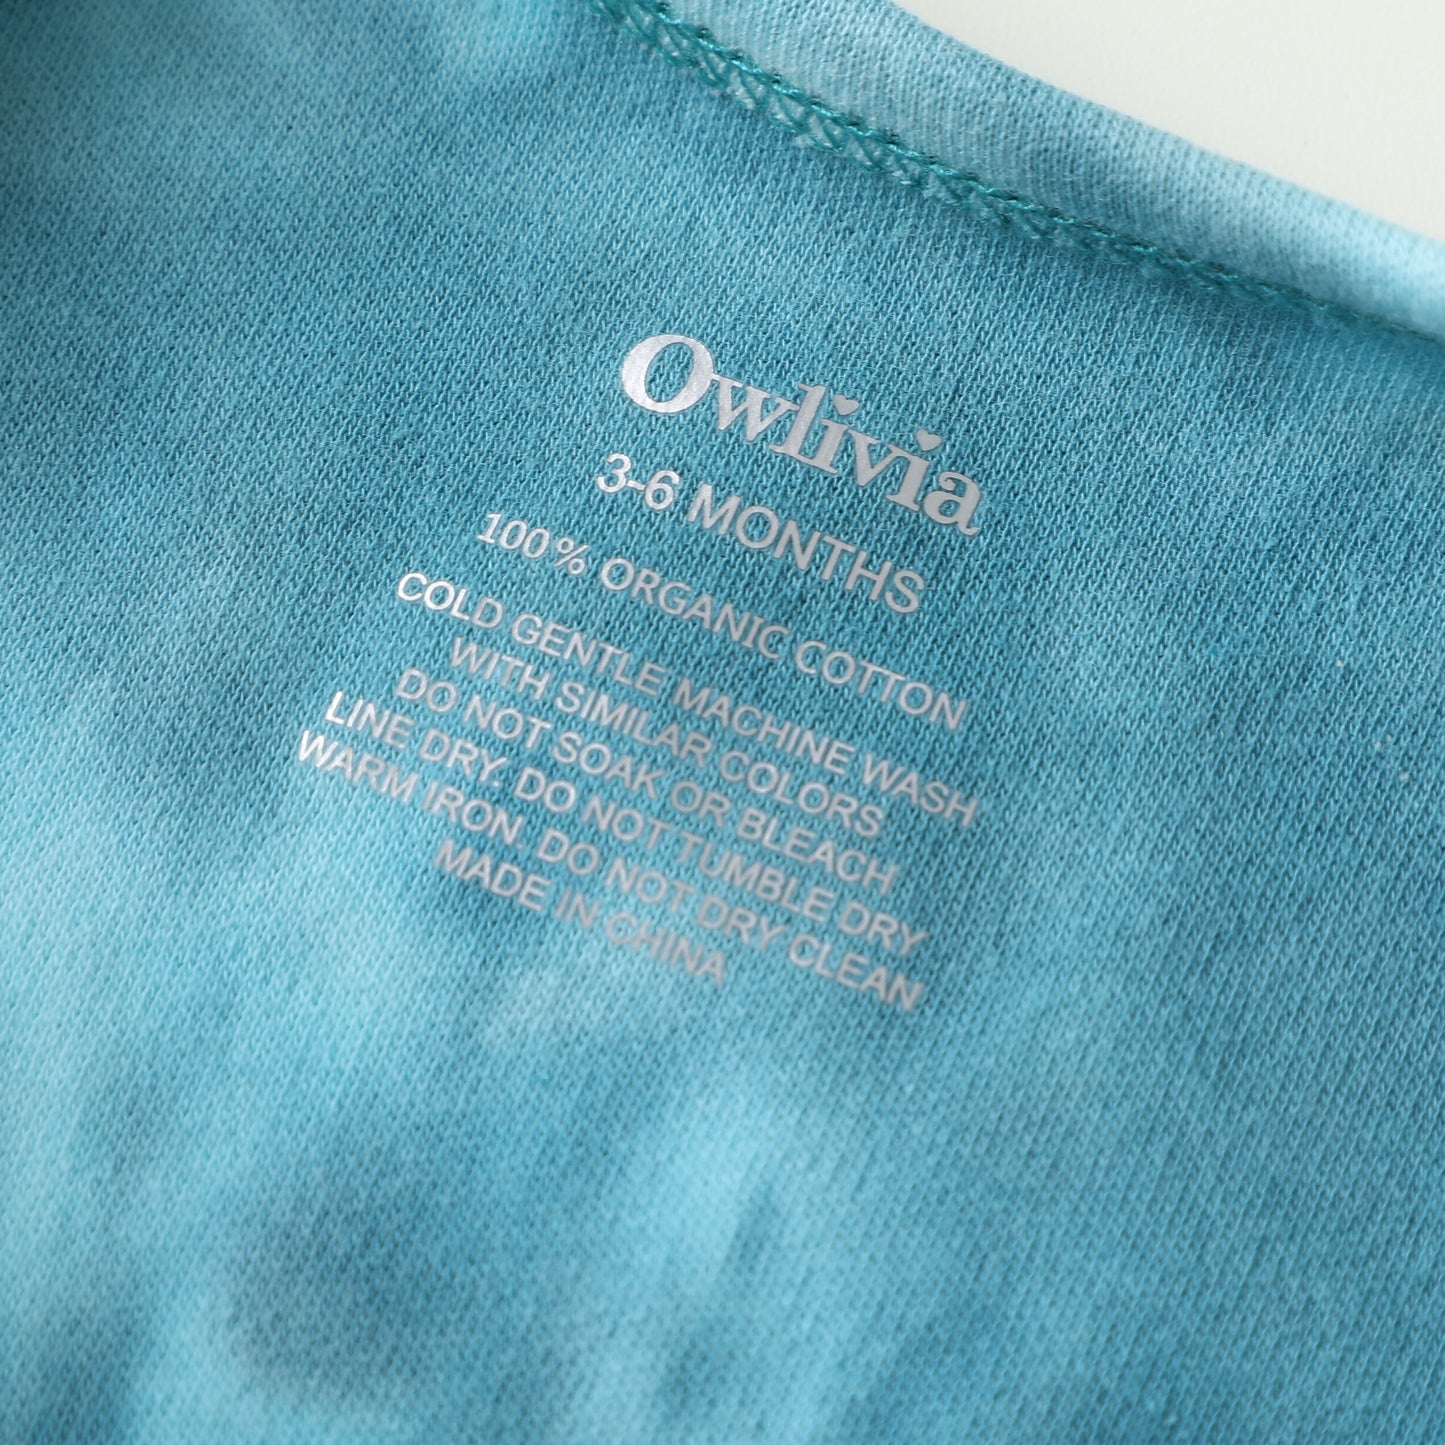 Owlivia
3-6 MONTHS
100% ORGANIC COTTON
COLD GENTLE MACHINE WASH
WITH SIMILAR COLORS
DO NOT SOAK OR BLEACH
LINE DRY. DO NOT TUMBLE DRY
WARM IRON. DO NOT DRY CLEAN
MADE IN CHINA